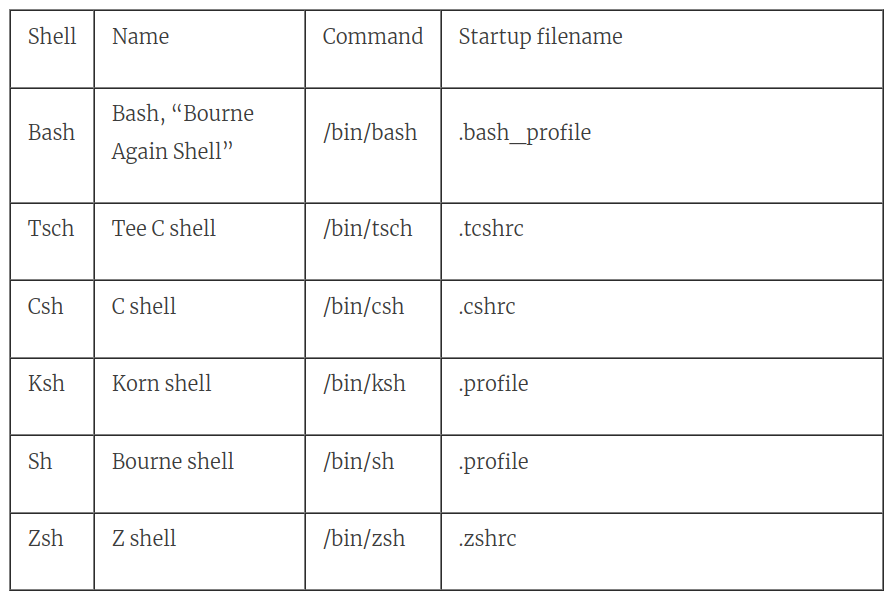 Shell Name Command Startup filename
Bash Bash, “Bourne Again Shell” /bin/bash .bash_profile
Tsch Tee C shell /bin/tsch .tcshrc
Csh C shell /bin/csh .cshrc
Ksh Korn shell /bin/ksh .profile
Sh Bourne shell /bin/sh .profile
Zsh Z shell /bin/zsh .zshrc